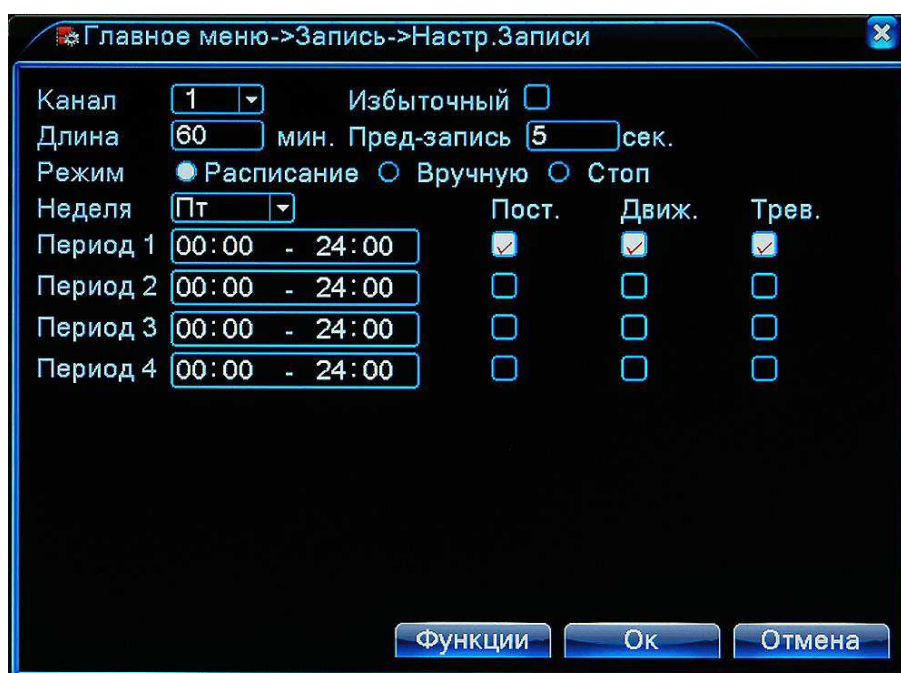 Главное меню->Запись->Настр.Записи
Канал 1 Избыточный
Длина 60 мин. Пред-запись 5 сек.
Режим Расписание Вручную Стоп
Неделя Пт Пост. Движ. Трев.
Период 1 00:00 - 24:00
Период 2 00:00 - 24:00
Период 3 00:00 - 24:00
Период 4 00:00 - 24:00
Функции Ок Отмена